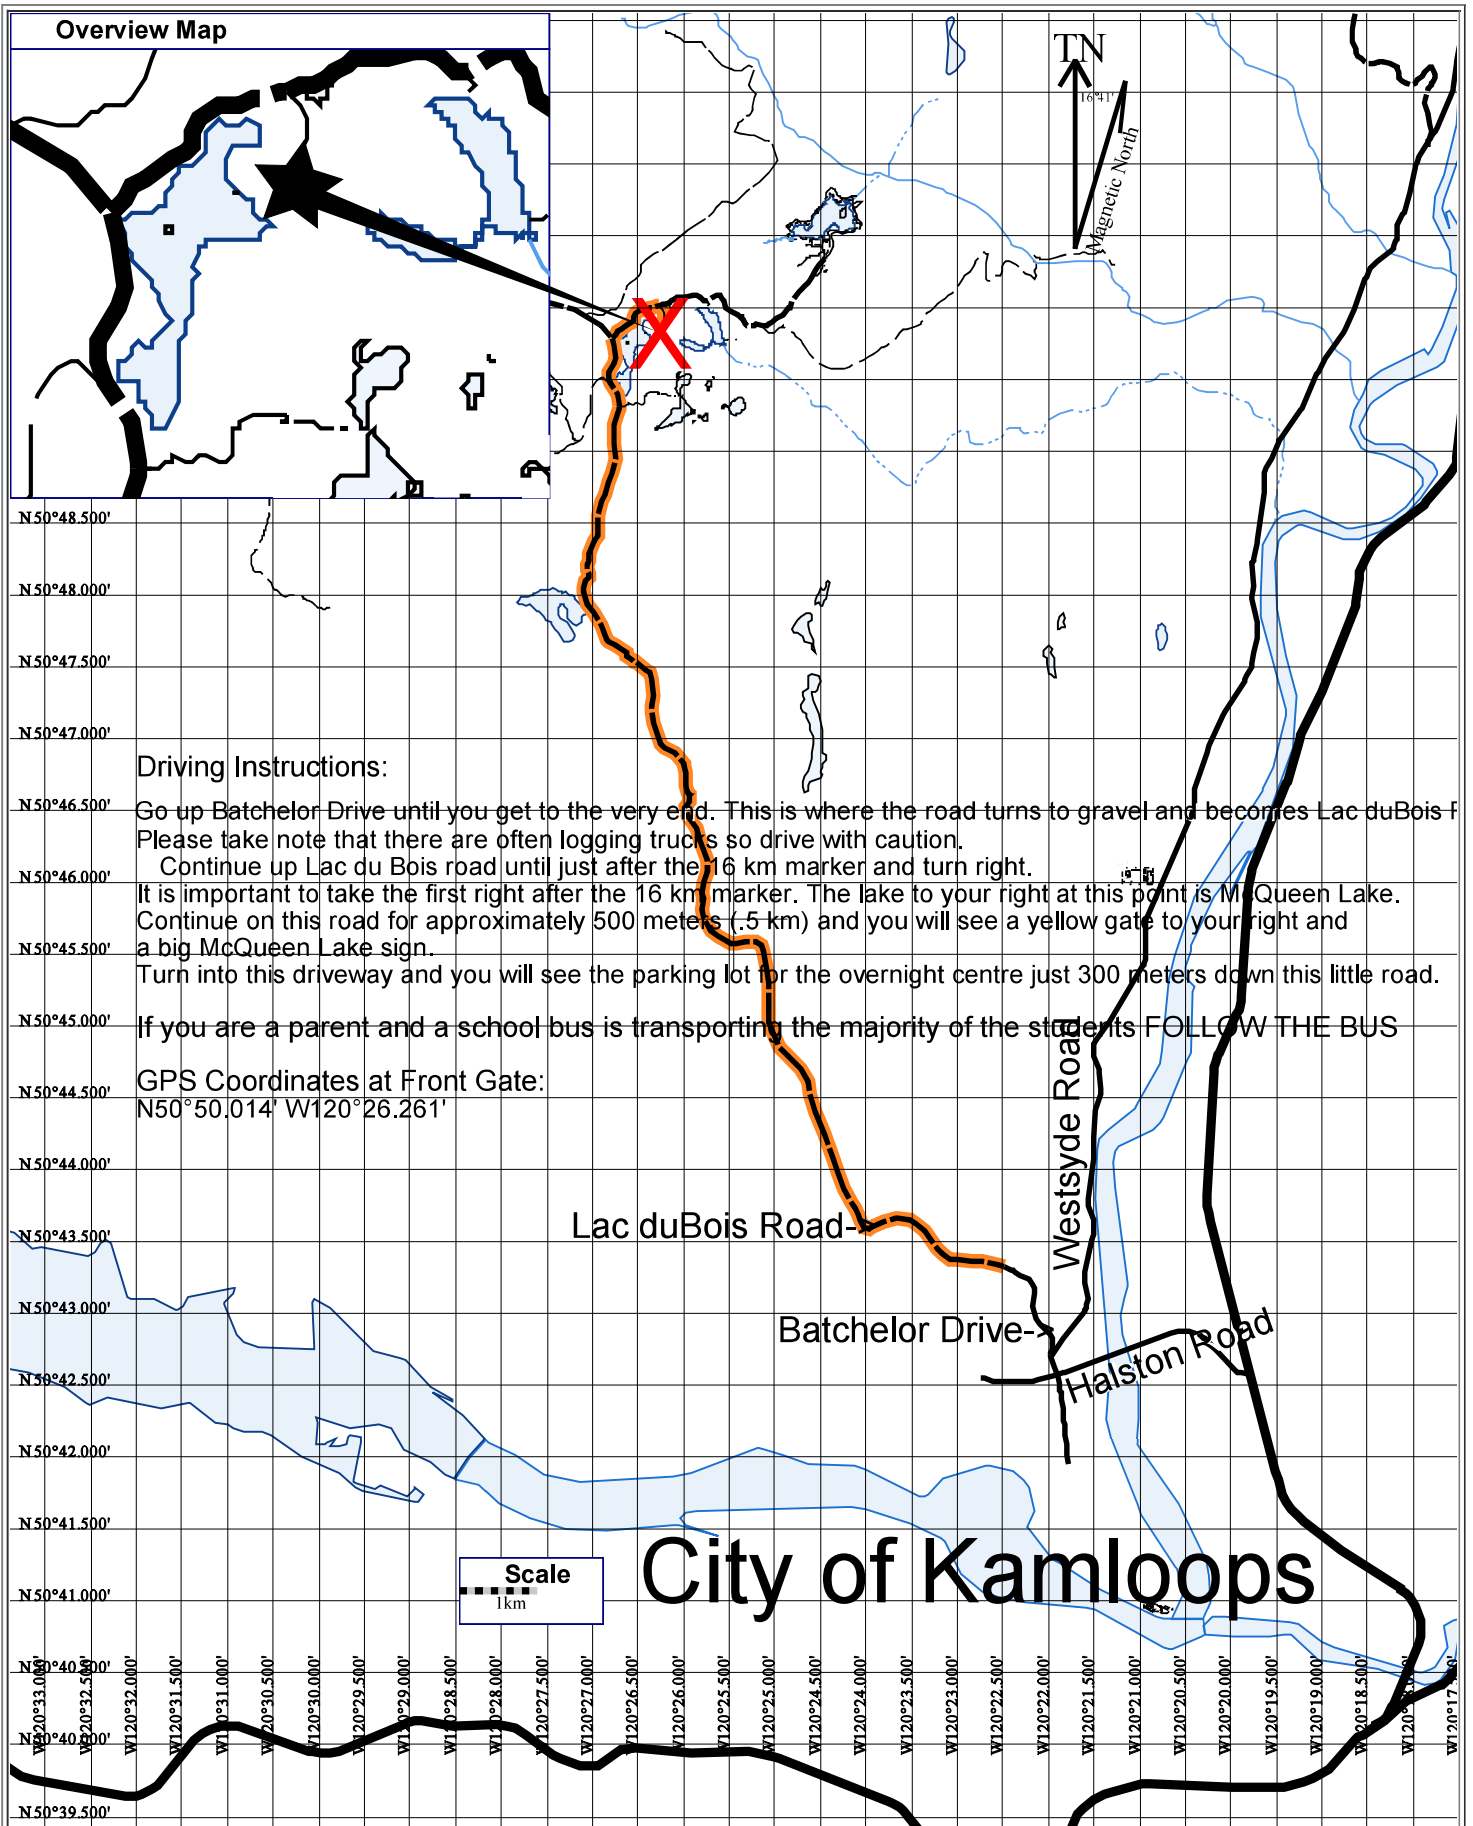 Overview Map
TN
16°41'
Magnetic North
N50°48.500'
N50°48.000'
N50°47.500'
N50°47.000'
Driving Instructions:
N50°46.500'
Go up Batchelor Drive until you get to the very end. This is where the road turns to gravel and becomes Lac duBois
Please take note that there are often logging trucks so drive with caution.
Continue up Lac du Bois road until just after the 16 km marker and turn right.
N50°46.000'
It is important to take the first right after the 16 km marker. The lake to your right at this point is McQueen Lake.
Continue on this road for approximately 500 meters (.5 km) and you will see a yellow gate to your right and
N50°45.500'
a big McQueen Lake sign.
Turn into this driveway and you will see the parking lot for the overnight centre just 300 meters down this little road.
N50°45.000'
If you are a parent and a school bus is transporting the majority of the students FOLLOW THE BUS
GPS Coordinates at Front Gate:
N50°44.500'
N50°50.014' W120°26.261'
Westsyde Road
N50°44.000'
Lac duBois Road-
N50°43.500'
N50°43.000'
Batchelor Drive->
Halston Road
N50°42.500'
N50°42.000'
N50°41.500'
City of Kamloops
Scale
1km
N50°41.000'
N50°40.500'
W120°33.000'
W120°32.500'
W120°32.000'
W120°31.500'
W120°31.000'
W120°30.500'
W120°30.000'
W120°29.500'
W120°29.000'
W120°28.500'
W120°28.000'
W120°27.500'
W120°27.000'
W120°26.500'
W120°26.000'
W120°25.500'
W120°25.000'
W120°24.500'
W120°24.000'
W120°23.500'
W120°23.000'
W120°22.500'
W120°22.000'
W120°21.500'
W120°21.000'
W120°20.500'
W120°20.000'
W120°19.500'
W120°19.000'
W120°18.500'
N50°40.000'
N50°39.500'